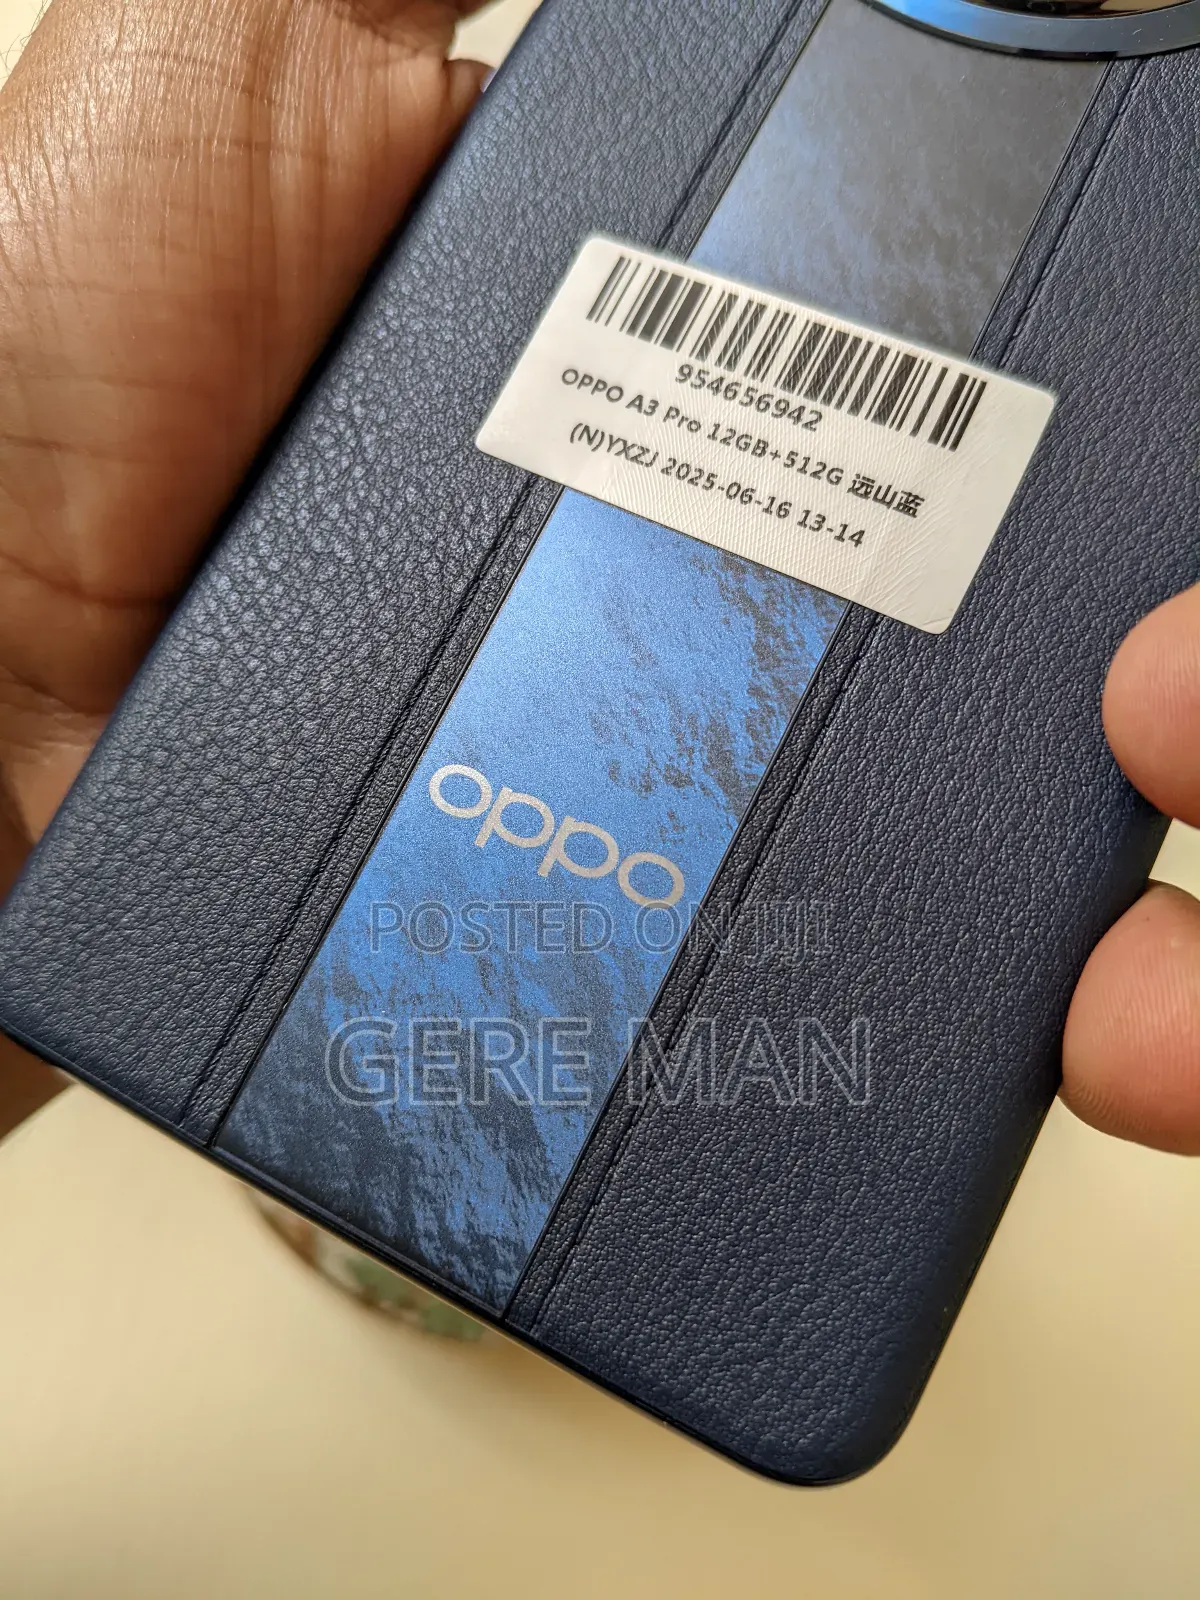 954656942
OPPO A3 Pro 12GB+512G 远山蓝
(N)YXZJ 2025-06-16 13-14
oppo
POSTED ON JIJI
GERE MAN